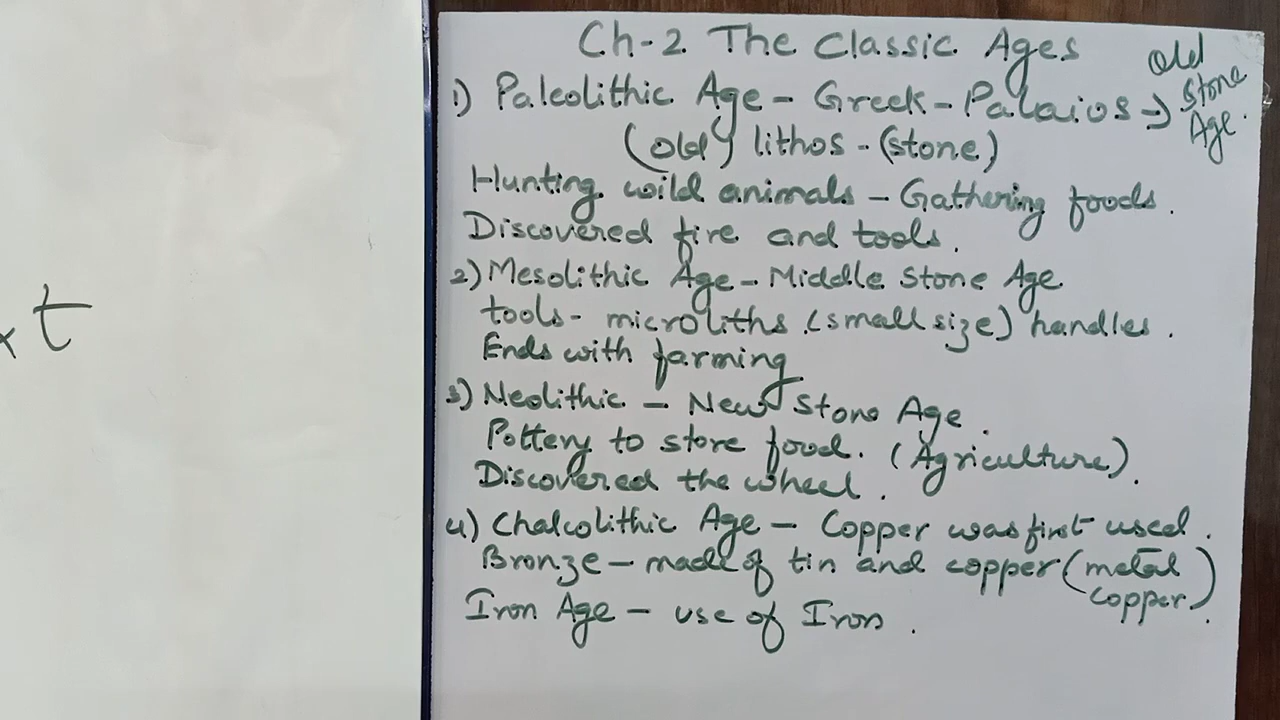 t
Ch-2 The Classic Ages
1) Paleolithic Age - Greek - Palaios → old Stone Age.
(old) lithos - (stone)
Hunting wild animals - Gathering foods.
Discovered fire and tools.
2) Mesolithic Age - Middle Stone Age
tools - microliths (small size) handles.
Ends with farming
3) Neolithic - New Stone Age.
Pottery to store food. (Agriculture).
Discovered the wheel.
4) Chalcolithic Age - Copper was first used.
Bronze - made of tin and copper (metal copper.)
Iron Age - use of Iron.